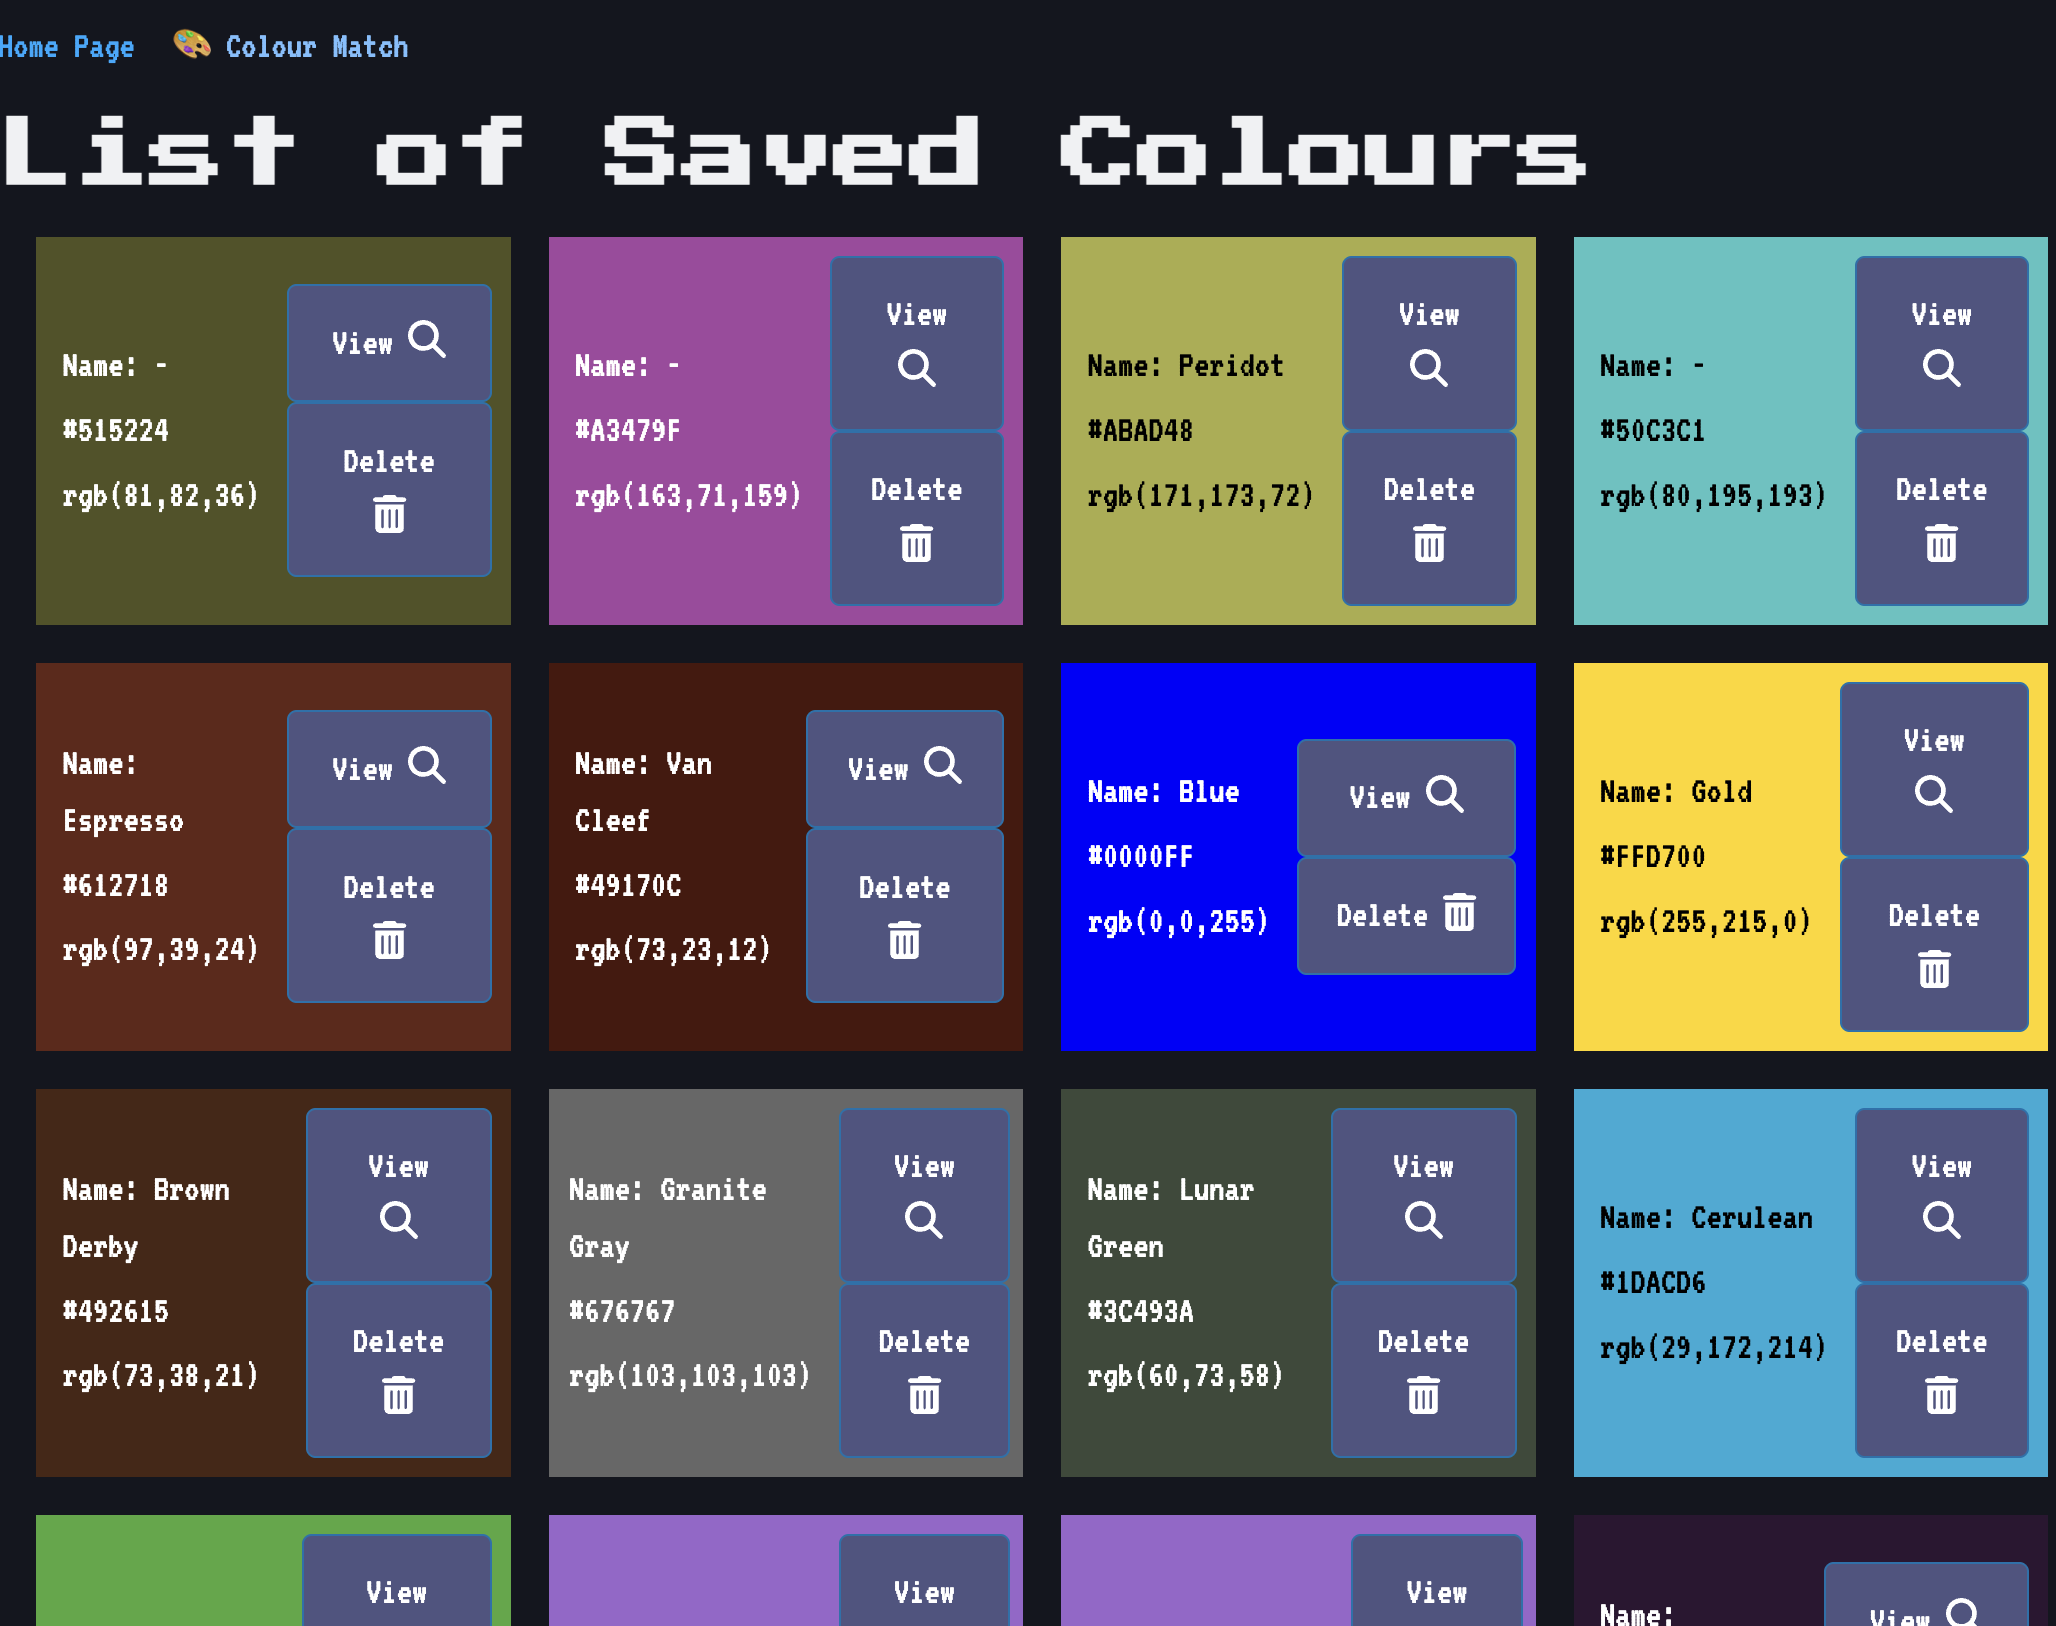 Home Page 🎨 Colour Match
List of Saved Colours
Name: -
#515224
rgb(81,82,36)
View
Delete
Name: -
#A3479F
rgb(163,71,159)
View
Delete
Name: Peridot
#ABAD48
rgb(171,173,72)
View
Delete
Name: -
#50C3C1
rgb(80,195,193)
View
Delete
Name:
Espresso
#612718
rgb(97,39,24)
View
Delete
Name: Van
Cleef
#49170C
rgb(73,23,12)
View
Delete
Name: Blue
#0000FF
rgb(0,0,255)
View
Delete
Name: Gold
#FFD700
rgb(255,215,0)
View
Delete
Name: Brown
Derby
#492615
rgb(73,38,21)
View
Delete
Name: Granite
Gray
#676767
rgb(103,103,103)
View
Delete
Name: Lunar
Green
#3C493A
rgb(60,73,58)
View
Delete
Name: Cerulean
#1DACD6
rgb(29,172,214)
View
Delete
View
View
View
Name:
View